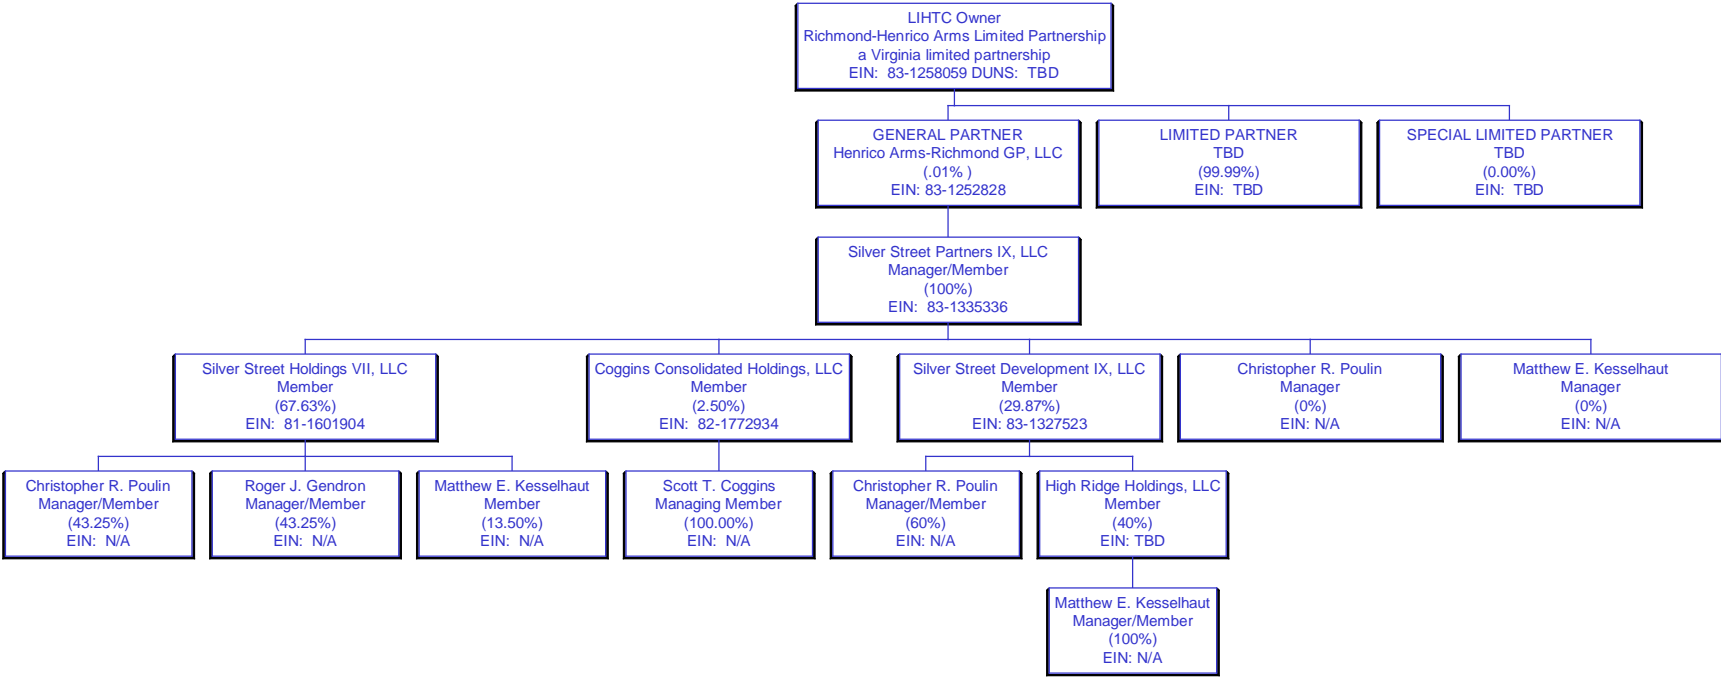 LIHTC Owner
Richmond-Henrico Arms Limited Partnership
a Virginia limited partnership
EIN:  83-1258059 DUNS:  TBD
GENERAL PARTNER
Henrico Arms-Richmond GP, LLC
(.01% )
EIN: 83-1252828
LIMITED PARTNER
TBD
(99.99%)
EIN:  TBD
SPECIAL LIMITED PARTNER
TBD
(0.00%)
EIN:  TBD
Silver Street Partners IX, LLC
Manager/Member
(100%)
EIN:  83-1335336
Silver Street Holdings VII, LLC
Member
(67.63%)
EIN:  81-1601904
Coggins Consolidated Holdings, LLC
Member
(2.50%)
EIN:  82-1772934
Silver Street Development IX, LLC
Member
(29.87%)
EIN: 83-1327523
Christopher R. Poulin
Manager
(0%)
EIN: N/A
Matthew E. Kesselhaut
Manager
(0%)
EIN: N/A
Christopher R. Poulin
Manager/Member
(43.25%)
EIN:  N/A
Roger J. Gendron
Manager/Member
(43.25%)
EIN:  N/A
Matthew E. Kesselhaut
Member
(13.50%)
EIN:  N/A
Scott T. Coggins
Managing Member
(100.00%)
EIN:  N/A
Christopher R. Poulin
Manager/Member
(60%)
EIN: N/A
High Ridge Holdings, LLC
Member
(40%)
EIN: TBD
Matthew E. Kesselhaut
Manager/Member
(100%)
EIN: N/A